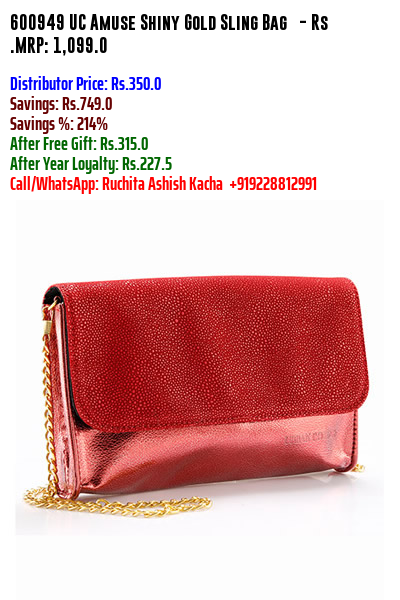 600949 UC Amuse Shiny Gold Sling Bag - Rs
.MRP: 1,099.0
Distributor Price: Rs.350.0
Savings: Rs.749.0
Savings %: 214%
After Free Gift: Rs.315.0
After Year Loyalty: Rs.227.5
Call/WhatsApp: Ruchita Ashish Kacha +919228812991